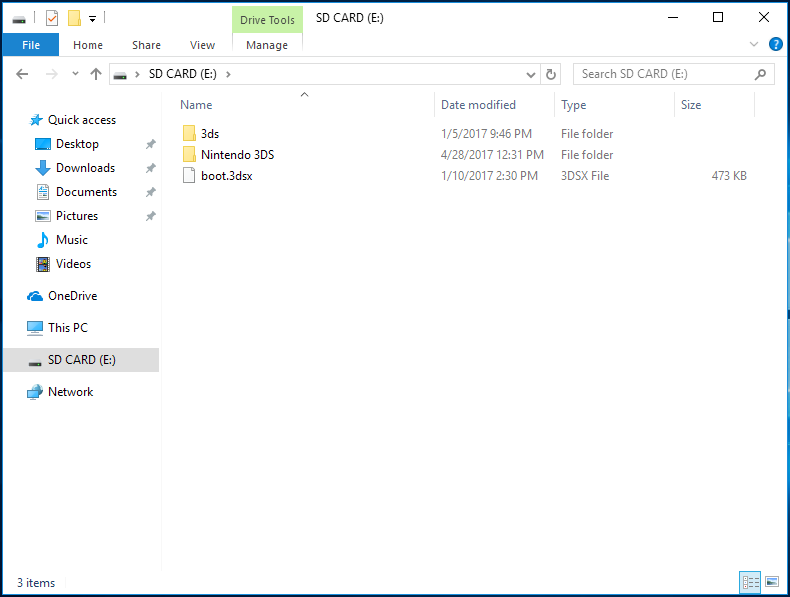 Drive Tools SD CARD (E:)
File Home Share View Manage
SD CARD (E:) Search SD CARD (E:)
Name Date modified Type Size
Quick access
Desktop
Downloads
Documents
Pictures
Music
Videos
OneDrive
This PC
SD CARD (E:)
Network
3ds 1/5/2017 9:46 PM File folder
Nintendo 3DS 4/28/2017 12:31 PM File folder
boot.3dsx 1/10/2017 2:30 PM 3DSX File 473 KB
3 items